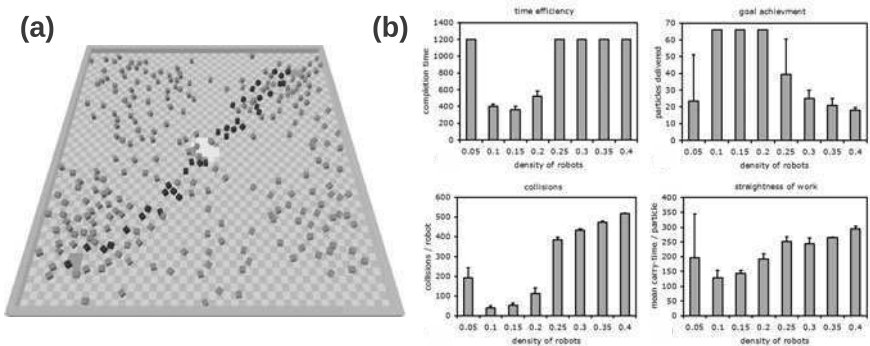 (a)
(b)
time efficiency
completion time
1400
1200
1000
800
600
400
200
0
0.05 0.1 0.15 0.2 0.25 0.3 0.35 0.4
density of robots
goal achievment
particles delivered
70
60
50
40
30
20
10
0
0.05 0.1 0.15 0.2 0.25 0.3 0.35 0.4
density of robots
collisions
collisions / robot
600
500
400
300
200
100
0
0.05 0.1 0.15 0.2 0.25 0.3 0.35 0.4
density of robots
straightness of work
mean carry-time / particle
400
350
300
250
200
150
100
50
0
0.05 0.1 0.15 0.2 0.25 0.3 0.35 0.4
density of robots